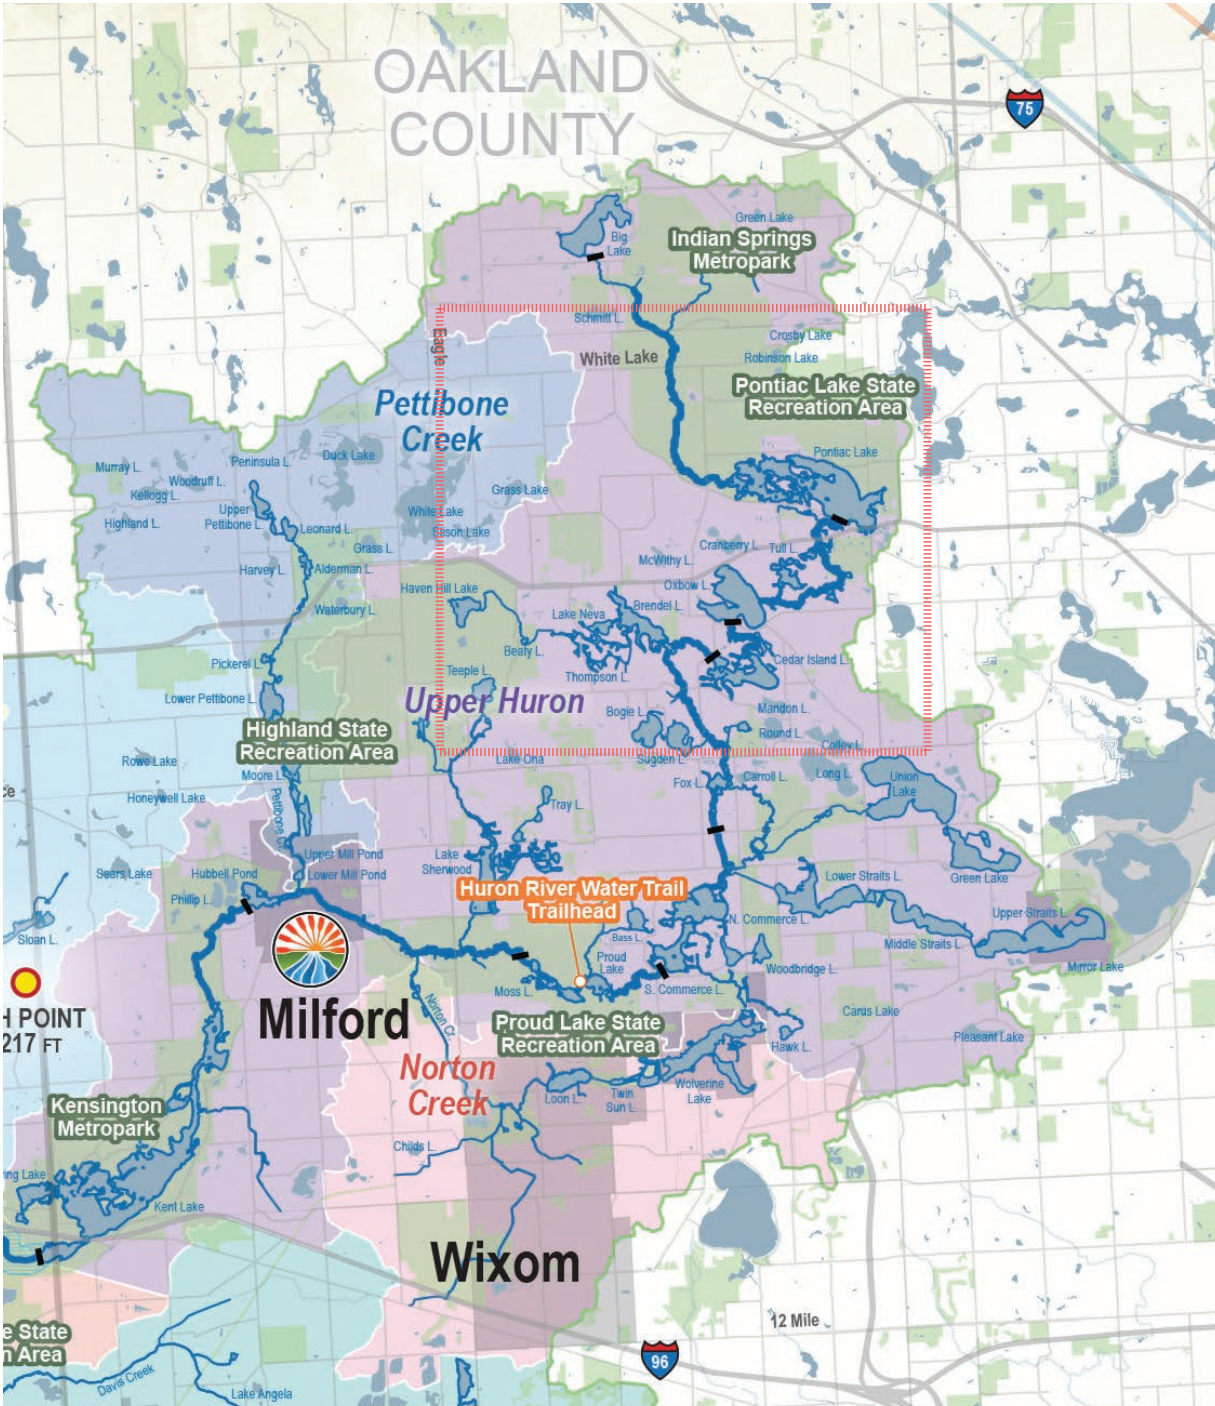 OAKLAND
COUNTY
75
Green Lake
Big
Lake
Indian Springs
Metropark
Schmitt L.
Eagle
Crosby Lake
White Lake
Robinson Lake
Pontiac Lake State
Recreation Area
Pettibone
Creek
Pontiac Lake
Duck Lake
Peninsula L.
Murray L.
Woodruff L.
Kellogg L.
Grass Lake
Upper
Pettibone L.
White Lake
Highland L.
Leonard L.
Stison Lake
Grass L.
Cranberry L.
Tull L.
McWithy L.
Harvey L.
Alderman L.
Haven Hill Lake
Oxbow L.
Waterbury L.
Lake Neva
Brendel L.
Beaty L.
Cedar Island L.
Pickerel L.
Teeple L.
Thompson L.
Lower Pettibone L.
Upper Huron
Bogie L.
Mandon L.
Highland State
Recreation Area
Round L.
Colley L.
Rowe Lake
Lake Ona
Sugden L.
Moore L.
Fox L.
Carroll L.
Long L.
Union
Lake
Honeywell Lake
Pettibone Cr.
Tray L.
Upper Mill Pond
Lake
Sherwood
Sears Lake
Hubbell Pond
Lower Mill Pond
Lower Straits L.
Green Lake
Huron River Water Trail
Trailhead
Phillip L.
N. Commerce L.
Upper Straits L.
Sloan L.
Bass L.
Middle Straits L.
Proud
Lake
Woodbridge L.
Mirror Lake
Moss L.
S. Commerce L.
H POINT
217 FT
Milford
Norton Cr.
Carus Lake
Proud Lake State
Recreation Area
Pleasant Lake
Hawk L.
Norton
Creek
Wolverine
Lake
Loon L.
Twin
Sun L.
Kensington
Metropark
Childs L.
ing Lake
Kent Lake
Wixom
12 Mile
e State
n Area
96
Davis Creek
Lake Angela